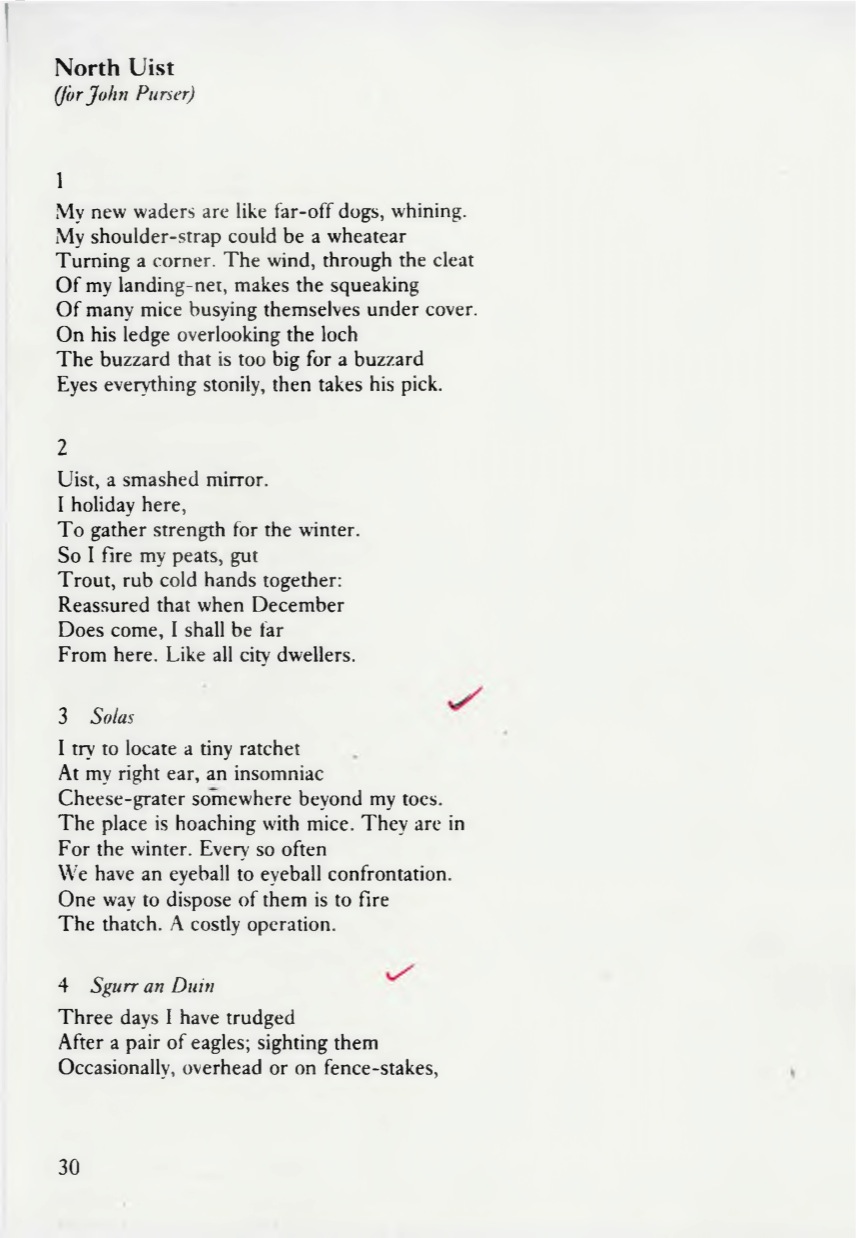 North Uist
(for John Purser)
1
My new waders are like far-off dogs, whining.
My shoulder-strap could be a wheatear
Turning a corner. The wind, through the cleat
Of my landing-net, makes the squeaking
Of many mice busying themselves under cover.
On his ledge overlooking the loch
The buzzard that is too big for a buzzard
Eyes everything stonily, then takes his pick.
2
Uist, a smashed mirror.
I holiday here,
To gather strength for the winter.
So I fire my peats, gut
Trout, rub cold hands together:
Reassured that when December
Does come, I shall be far
From here. Like all city dwellers.
3 Solas
I try to locate a tiny ratchet
At my right ear, an insomniac
Cheese-grater somewhere beyond my toes.
The place is hoaching with mice. They are in
For the winter. Every so often
We have an eyeball to eyeball confrontation.
One way to dispose of them is to fire
The thatch. A costly operation.
4 Sgurr an Duin
Three days I have trudged
After a pair of eagles; sighting them
Occasionally, overhead or on fence-stakes,
30